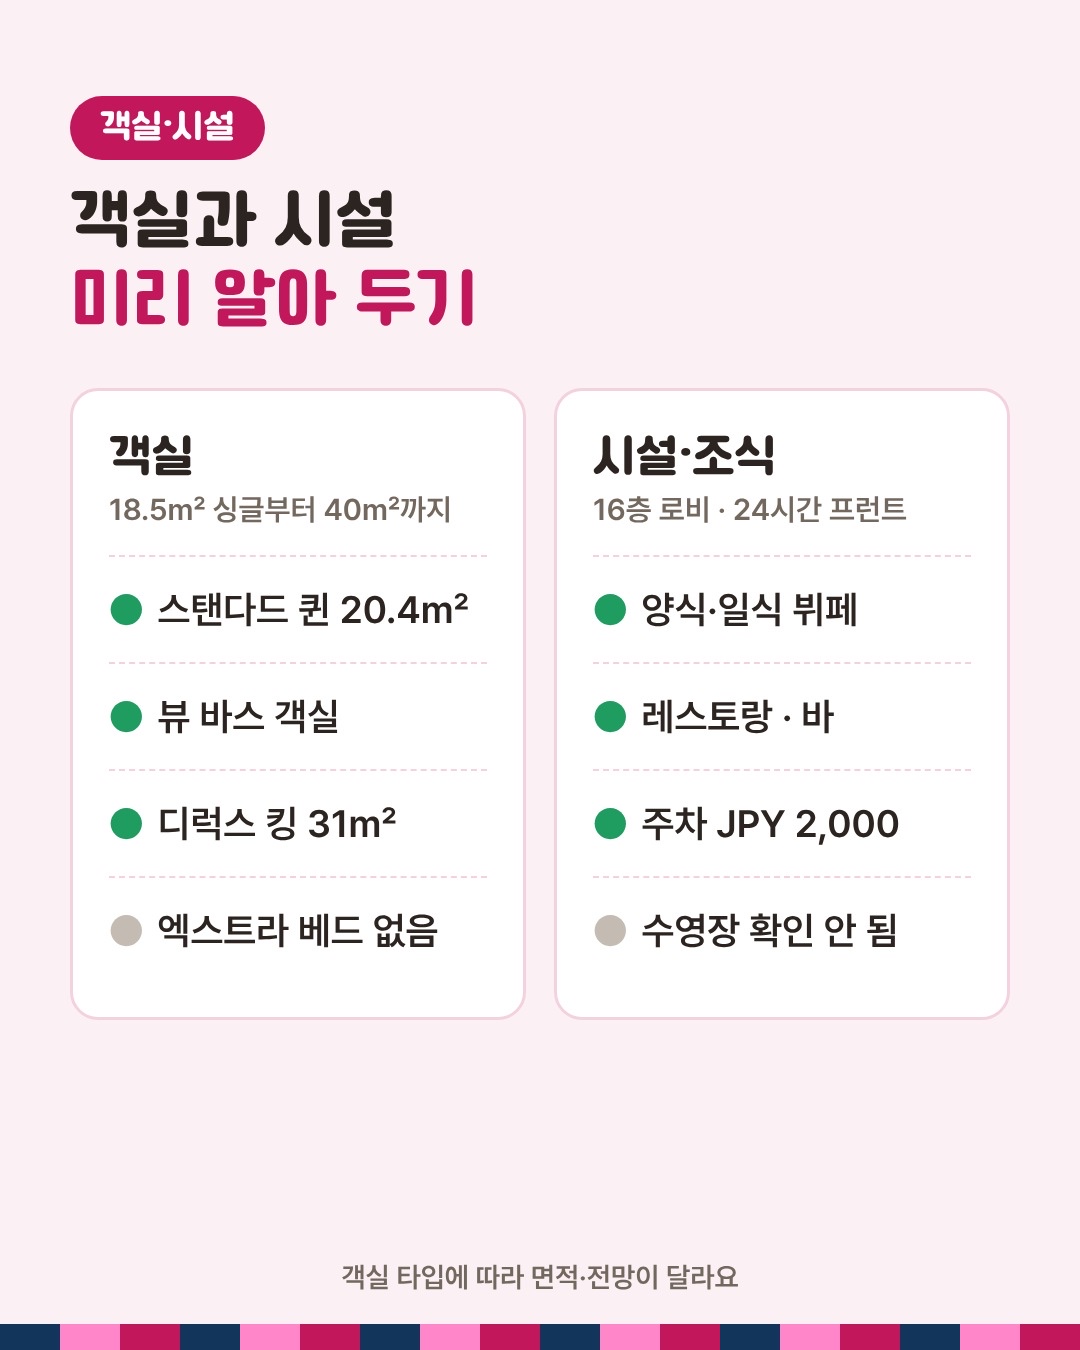 객실·시설
객실과 시설
미리 알아 두기
객실
18.5m² 싱글부터 40m²까지
스탠다드 퀸 20.4m²
뷰 바스 객실
디럭스 킹 31m²
엑스트라 베드 없음
시설·조식
16층 로비 · 24시간 프런트
양식·일식 뷔페
레스토랑 · 바
주차 JPY 2,000
수영장 확인 안 됨
객실 타입에 따라 면적·전망이 달라요